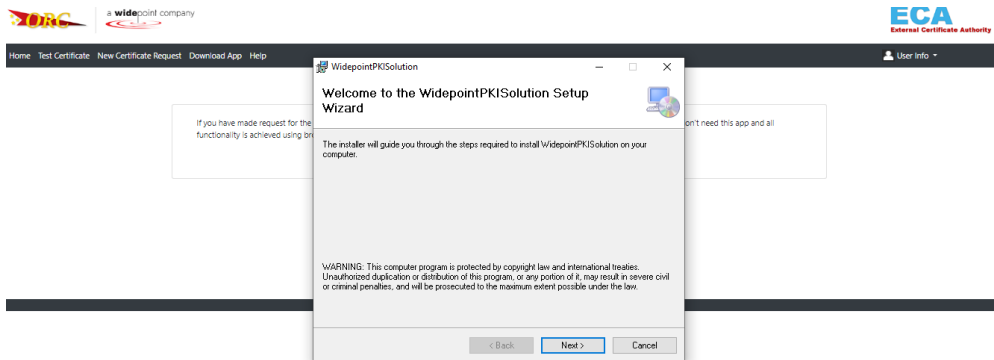 ORC
a widepoint company
ECA
External Certificate Authority
Home Test Certificate New Certificate Request Download App Help
User Info
WidepointPKISolution
Welcome to the WidepointPKISolution Setup
Wizard
If you have made request for the
on't need this app and all
functionality is achieved using
The installer will guide you through the steps required to install WidepointPKISolution on your
computer.
WARNING: This computer program is protected by copyright law and international treaties.
Unauthorized duplication or distribution of this program, or any portion of it, may result in severe civil
or criminal penalties, and will be prosecuted to the maximum extent possible under the law.
< Back
Next >
Cancel